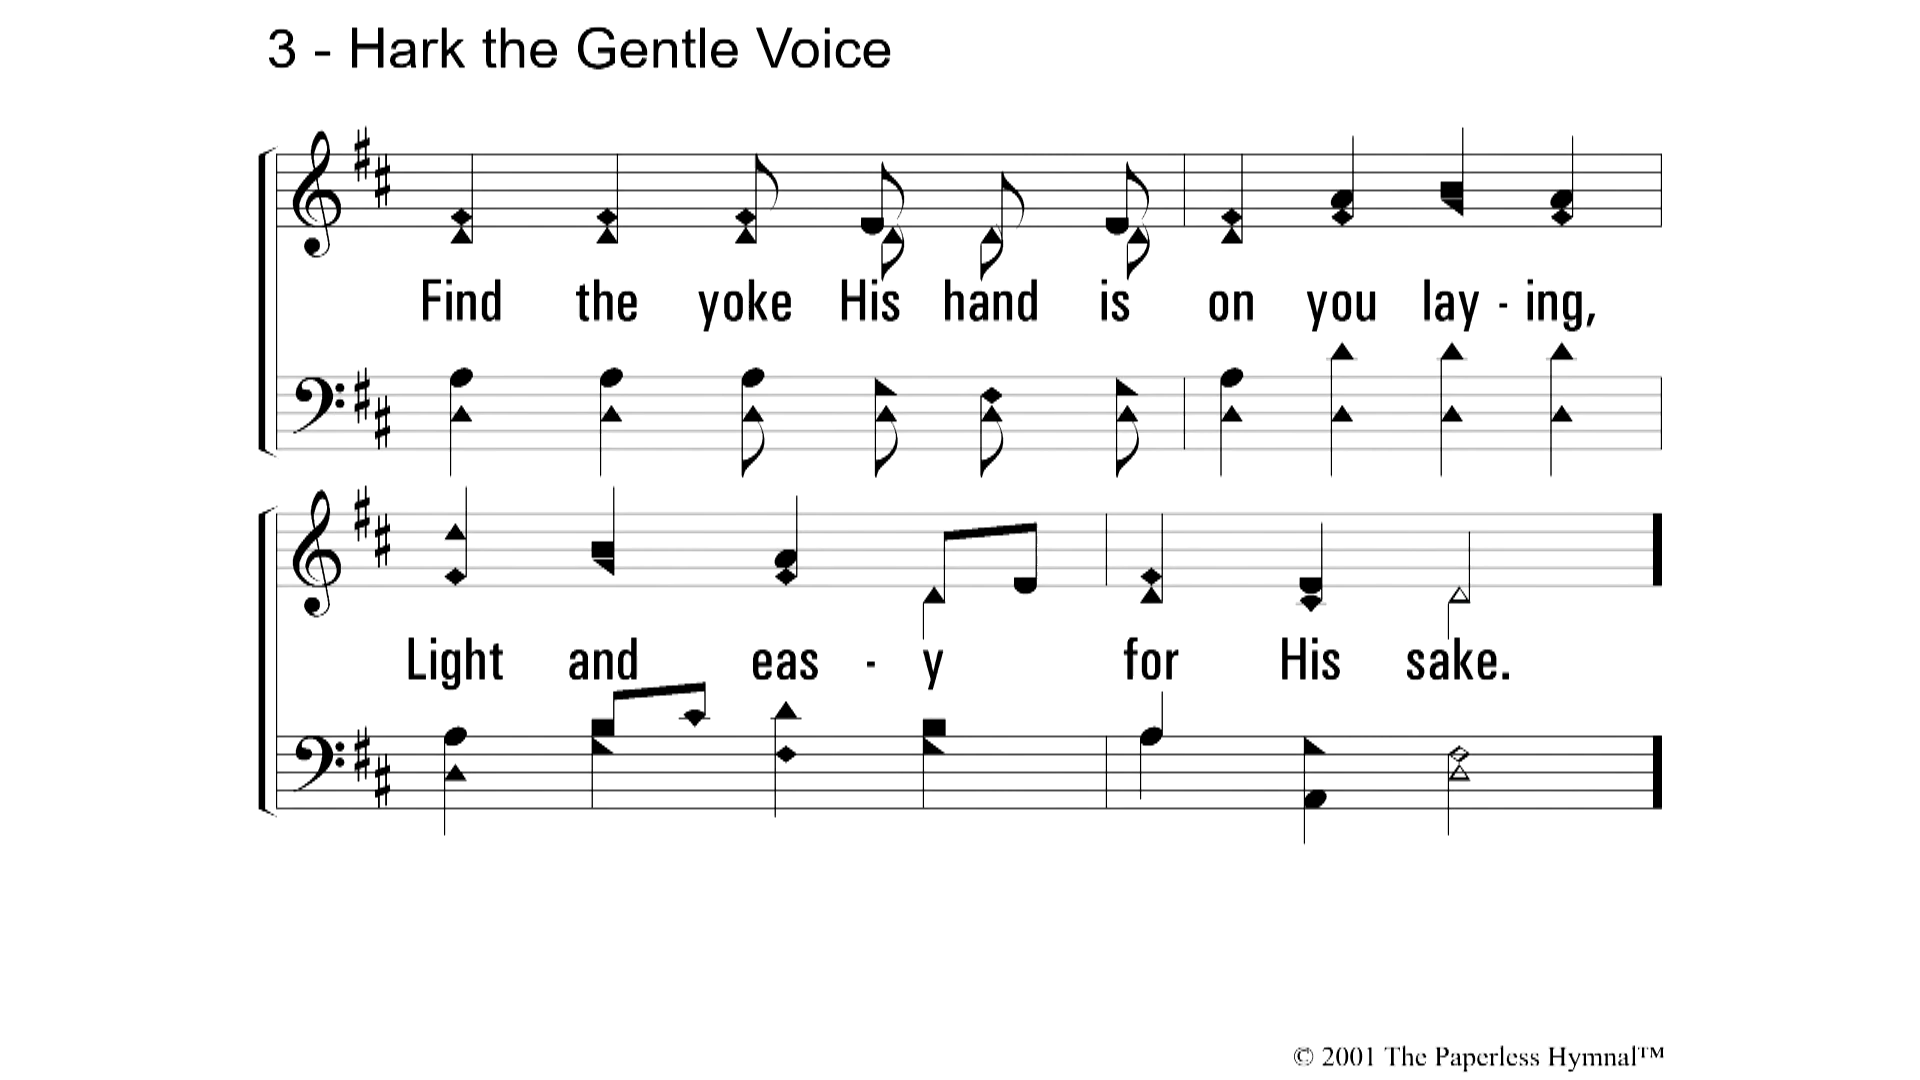 3 - Hark the Gentle Voice
Find the yoke His hand is on you lay - ing,
Light and eas - y for His sake.
© 2001 The Paperless Hymnal™